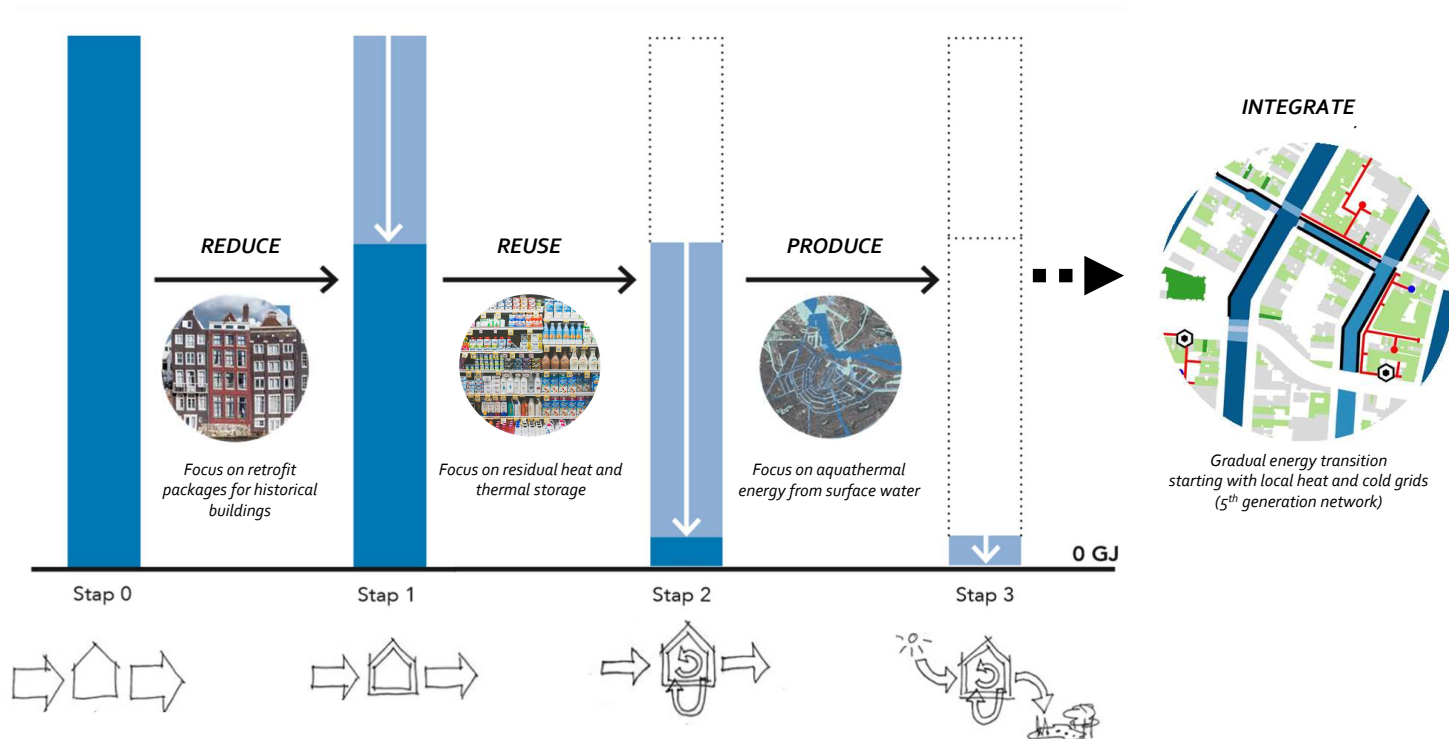 INTEGRATE
REDUCE
REUSE
PRODUCE
Focus on retrofit
packages for historical
buildings
Focus on residual heat and
thermal storage
Focus on aquathermal
energy from surface water
Gradual energy transition
starting with local heat and cold grids
(5th generation network)
0 GJ
Stap 0
Stap 1
Stap 2
Stap 3